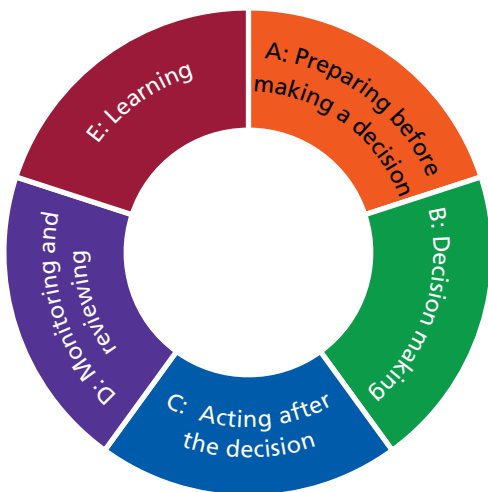 A: Preparing before
making a decision
B: Decision making
C: Acting after
the decision
D: Monitoring and
reviewing
E: Learning